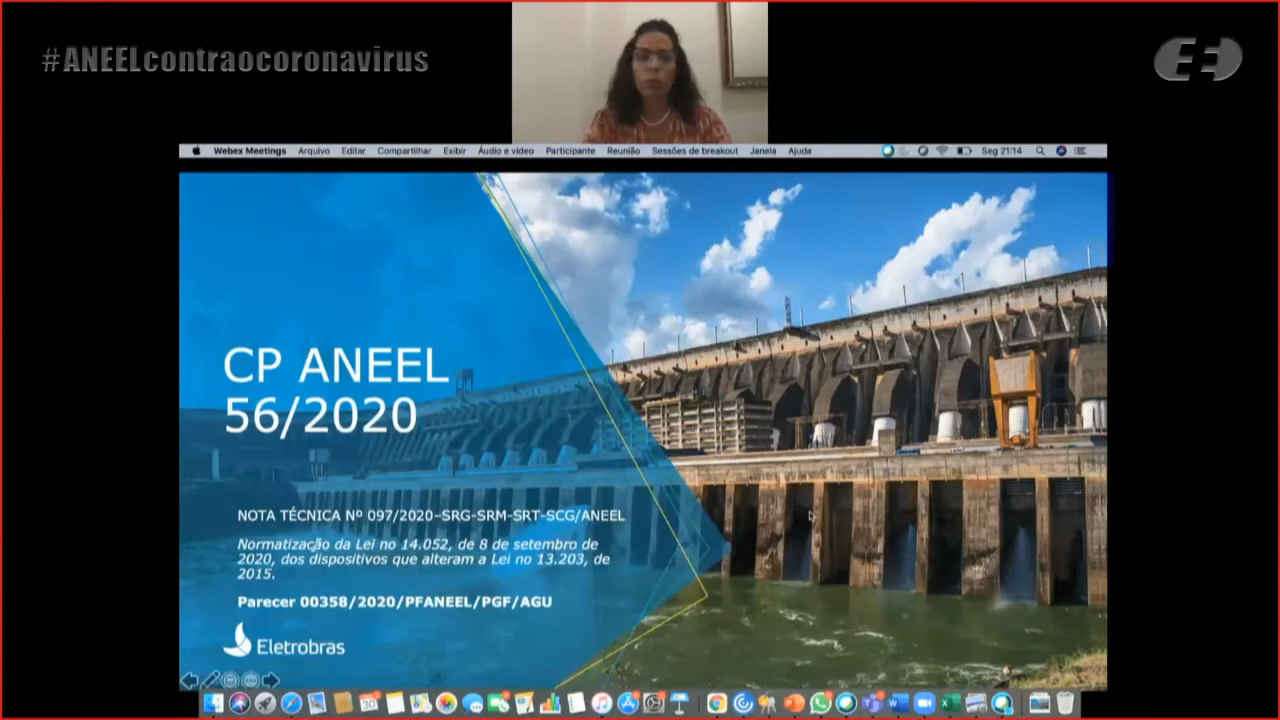 #ANEELcontraocoronavirus
Webex Meetings Arquivo Editar Compartilhar Exibir Áudio e vídeo Participante Reunião Sessões de breakout Janela Ajuda Seg 21:14
CP ANEEL
56/2020
NOTA TÉCNICA Nº 097/2020–SRG-SRM-SRT-SCG/ANEEL
Normatização da Lei no 14.052, de 8 de setembro de
2020, dos dispositivos que alteram a Lei no 13.203, de
2015.
Parecer 00358/2020/PFANEEL/PGF/AGU
Eletrobras
30